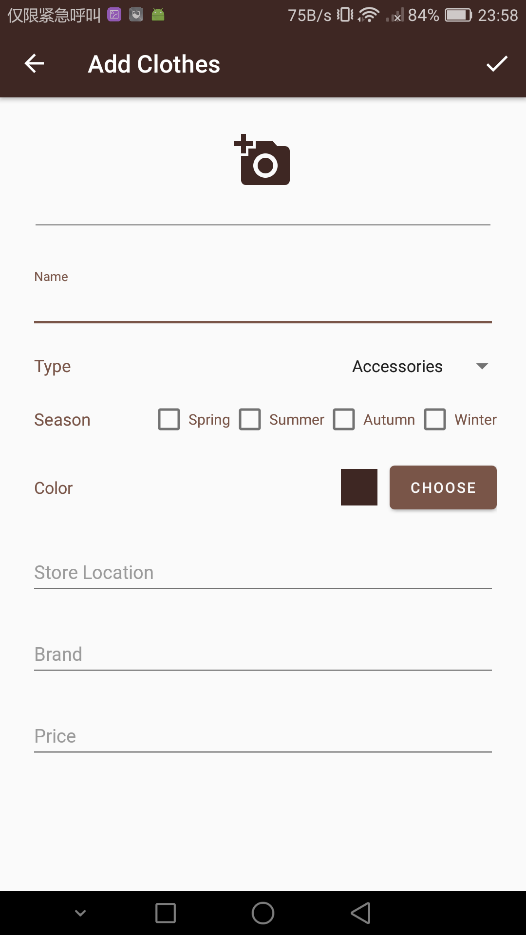 仅限紧急呼叫 75B/s 84% 23:58
Add Clothes
Name
Type Accessories
Season Spring Summer Autumn Winter
Color CHOOSE
Store Location
Brand
Price